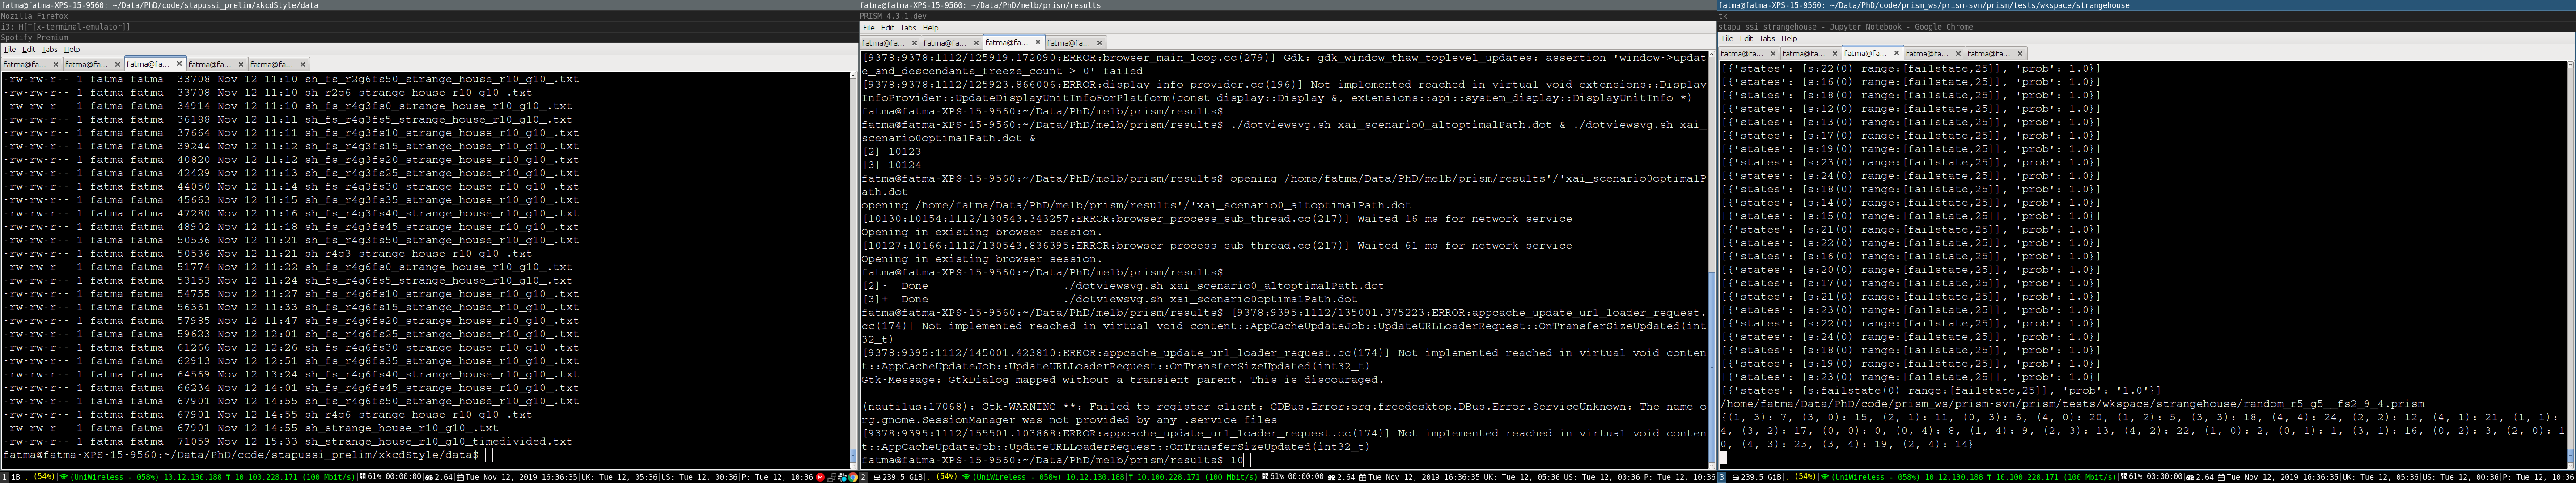 fatma@fatma-XPS-15-9560: ~/Data/PhD/code/stapussi_prelim/xkcdStyle/data
Mozilla Firefox
i3: H[T[x-terminal-emulator]]
Spotify Premium
File Edit Tabs Help
fatma@fa... × fatma@fa... × fatma@fa... × fatma@fa... × fatma@fa... ×
-rw-rw-r-- 1 fatma fatma 33708 Nov 12 11:10 sh_fs_r2g6fs50_strange_house_r10_g10_.txt
-rw-rw-r-- 1 fatma fatma 33708 Nov 12 11:10 sh_r2g6_strange_house_r10_g10_.txt
-rw-rw-r-- 1 fatma fatma 34914 Nov 12 11:10 sh_fs_r4g3fs0_strange_house_r10_g10_.txt
-rw-rw-r-- 1 fatma fatma 36188 Nov 12 11:11 sh_fs_r4g3fs5_strange_house_r10_g10_.txt
-rw-rw-r-- 1 fatma fatma 37664 Nov 12 11:11 sh_fs_r4g3fs10_strange_house_r10_g10_.txt
-rw-rw-r-- 1 fatma fatma 39244 Nov 12 11:12 sh_fs_r4g3fs15_strange_house_r10_g10_.txt
-rw-rw-r-- 1 fatma fatma 40820 Nov 12 11:12 sh_fs_r4g3fs20_strange_house_r10_g10_.txt
-rw-rw-r-- 1 fatma fatma 42429 Nov 12 11:13 sh_fs_r4g3fs25_strange_house_r10_g10_.txt
-rw-rw-r-- 1 fatma fatma 44050 Nov 12 11:14 sh_fs_r4g3fs30_strange_house_r10_g10_.txt
-rw-rw-r-- 1 fatma fatma 45663 Nov 12 11:15 sh_fs_r4g3fs35_strange_house_r10_g10_.txt
-rw-rw-r-- 1 fatma fatma 47280 Nov 12 11:16 sh_fs_r4g3fs40_strange_house_r10_g10_.txt
-rw-rw-r-- 1 fatma fatma 48902 Nov 12 11:18 sh_fs_r4g3fs45_strange_house_r10_g10_.txt
-rw-rw-r-- 1 fatma fatma 50536 Nov 12 11:21 sh_fs_r4g3fs50_strange_house_r10_g10_.txt
-rw-rw-r-- 1 fatma fatma 50536 Nov 12 11:21 sh_r4g3_strange_house_r10_g10_.txt
-rw-rw-r-- 1 fatma fatma 51774 Nov 12 11:22 sh_fs_r4g6fs0_strange_house_r10_g10_.txt
-rw-rw-r-- 1 fatma fatma 53153 Nov 12 11:24 sh_fs_r4g6fs5_strange_house_r10_g10_.txt
-rw-rw-r-- 1 fatma fatma 54755 Nov 12 11:27 sh_fs_r4g6fs10_strange_house_r10_g10_.txt
-rw-rw-r-- 1 fatma fatma 56361 Nov 12 11:33 sh_fs_r4g6fs15_strange_house_r10_g10_.txt
-rw-rw-r-- 1 fatma fatma 57985 Nov 12 11:47 sh_fs_r4g6fs20_strange_house_r10_g10_.txt
-rw-rw-r-- 1 fatma fatma 59623 Nov 12 12:01 sh_fs_r4g6fs25_strange_house_r10_g10_.txt
-rw-rw-r-- 1 fatma fatma 61266 Nov 12 12:26 sh_fs_r4g6fs30_strange_house_r10_g10_.txt
-rw-rw-r-- 1 fatma fatma 62913 Nov 12 12:51 sh_fs_r4g6fs35_strange_house_r10_g10_.txt
-rw-rw-r-- 1 fatma fatma 64569 Nov 12 13:24 sh_fs_r4g6fs40_strange_house_r10_g10_.txt
-rw-rw-r-- 1 fatma fatma 66234 Nov 12 14:01 sh_fs_r4g6fs45_strange_house_r10_g10_.txt
-rw-rw-r-- 1 fatma fatma 67901 Nov 12 14:55 sh_fs_r4g6fs50_strange_house_r10_g10_.txt
-rw-rw-r-- 1 fatma fatma 67901 Nov 12 14:55 sh_r4g6_strange_house_r10_g10_.txt
-rw-rw-r-- 1 fatma fatma 67901 Nov 12 14:55 sh_strange_house_r10_g10_.txt
-rw-rw-r-- 1 fatma fatma 71059 Nov 12 15:33 sh_strange_house_r10_g10_timedivided.txt
fatma@fatma-XPS-15-9560:~/Data/PhD/code/stapussi_prelim/xkcdStyle/data$
1 iB . (54%) (UniWireless - 058%) 10.12.130.188 10.100.228.171 (100 Mbit/s) 61% 00:00:00 2.64 Tue Nov 12, 2019 16:36:35 UK: Tue 12, 05:36 US: Tue 12, 00:36 P: Tue 12, 10:36
fatma@fatma-XPS-15-9560: ~/Data/PhD/melb/prism/results
PRISM 4.3.1.dev
File Edit Tabs Help
fatma@fa... × fatma@fa... × fatma@fa... × fatma@fa... ×
[9378:9378:1112/125919.172090:ERROR:browser_main_loop.cc(279)] Gdk: gdk_window_thaw_toplevel_updates: assertion 'window->updat
e_and_descendants_freeze_count > 0' failed
[9378:9378:1112/125923.866006:ERROR:display_info_provider.cc(196)] Not implemented reached in virtual void extensions::Display
InfoProvider::UpdateDisplayUnitInfoForPlatform(const display::Display &, extensions::api::system_display::DisplayUnitInfo *)
fatma@fatma-XPS-15-9560:~/Data/PhD/melb/prism/results$
fatma@fatma-XPS-15-9560:~/Data/PhD/melb/prism/results$ ./dotviewsvg.sh xai_scenario0_altoptimalPath.dot & ./dotviewsvg.sh xai_
scenario0optimalPath.dot &
[2] 10123
[3] 10124
fatma@fatma-XPS-15-9560:~/Data/PhD/melb/prism/results$ opening /home/fatma/Data/PhD/melb/prism/results'/'xai_scenario0optimalP
ath.dot
opening /home/fatma/Data/PhD/melb/prism/results'/'xai_scenario0_altoptimalPath.dot
[10130:10154:1112/130543.343257:ERROR:browser_process_sub_thread.cc(217)] Waited 16 ms for network service
Opening in existing browser session.
[10127:10166:1112/130543.836395:ERROR:browser_process_sub_thread.cc(217)] Waited 61 ms for network service
Opening in existing browser session.
fatma@fatma-XPS-15-9560:~/Data/PhD/melb/prism/results$
[2]- Done ./dotviewsvg.sh xai_scenario0_altoptimalPath.dot
[3]+ Done ./dotviewsvg.sh xai_scenario0optimalPath.dot
fatma@fatma-XPS-15-9560:~/Data/PhD/melb/prism/results$ [9378:9395:1112/135001.375223:ERROR:appcache_update_url_loader_request.
cc(174)] Not implemented reached in virtual void content::AppCacheUpdateJob::UpdateURLLoaderRequest::OnTransferSizeUpdated(int
32_t)
[9378:9395:1112/145001.423810:ERROR:appcache_update_url_loader_request.cc(174)] Not implemented reached in virtual void conten
t::AppCacheUpdateJob::UpdateURLLoaderRequest::OnTransferSizeUpdated(int32_t)
Gtk-Message: GtkDialog mapped without a transient parent. This is discouraged.
(nautilus:17068): Gtk-WARNING **: Failed to register client: GDBus.Error:org.freedesktop.DBus.Error.ServiceUnknown: The name o
rg.gnome.SessionManager was not provided by any .service files
[9378:9395:1112/155501.103868:ERROR:appcache_update_url_loader_request.cc(174)] Not implemented reached in virtual void conten
t::AppCacheUpdateJob::UpdateURLLoaderRequest::OnTransferSizeUpdated(int32_t)
fatma@fatma-XPS-15-9560:~/Data/PhD/melb/prism/results$ 10
2 239.5 GiB . (54%) (UniWireless - 058%) 10.12.130.188 10.100.228.171 (100 Mbit/s) 61% 00:00:00 2.64 Tue Nov 12, 2019 16:36:35 UK: Tue 12, 05:36 US: Tue 12, 00:36 P: Tue 12, 10:36
fatma@fatma-XPS-15-9560: ~/Data/PhD/code/prism_ws/prism-svn/prism/tests/wkspace/strangehouse
tk
stapu_ssi_strangehouse - Jupyter Notebook - Google Chrome
File Edit Tabs Help
fatma@fa... × fatma@fa... × fatma@fa... × fatma@fa... × fatma@fa... ×
[{'states': [s:22(0) range:[failstate,25]], 'prob': 1.0}]
[{'states': [s:16(0) range:[failstate,25]], 'prob': 1.0}]
[{'states': [s:18(0) range:[failstate,25]], 'prob': 1.0}]
[{'states': [s:12(0) range:[failstate,25]], 'prob': 1.0}]
[{'states': [s:13(0) range:[failstate,25]], 'prob': 1.0}]
[{'states': [s:17(0) range:[failstate,25]], 'prob': 1.0}]
[{'states': [s:19(0) range:[failstate,25]], 'prob': 1.0}]
[{'states': [s:23(0) range:[failstate,25]], 'prob': 1.0}]
[{'states': [s:24(0) range:[failstate,25]], 'prob': 1.0}]
[{'states': [s:18(0) range:[failstate,25]], 'prob': 1.0}]
[{'states': [s:14(0) range:[failstate,25]], 'prob': 1.0}]
[{'states': [s:15(0) range:[failstate,25]], 'prob': 1.0}]
[{'states': [s:21(0) range:[failstate,25]], 'prob': 1.0}]
[{'states': [s:22(0) range:[failstate,25]], 'prob': 1.0}]
[{'states': [s:16(0) range:[failstate,25]], 'prob': 1.0}]
[{'states': [s:20(0) range:[failstate,25]], 'prob': 1.0}]
[{'states': [s:17(0) range:[failstate,25]], 'prob': 1.0}]
[{'states': [s:21(0) range:[failstate,25]], 'prob': 1.0}]
[{'states': [s:23(0) range:[failstate,25]], 'prob': 1.0}]
[{'states': [s:22(0) range:[failstate,25]], 'prob': 1.0}]
[{'states': [s:24(0) range:[failstate,25]], 'prob': 1.0}]
[{'states': [s:18(0) range:[failstate,25]], 'prob': 1.0}]
[{'states': [s:19(0) range:[failstate,25]], 'prob': 1.0}]
[{'states': [s:23(0) range:[failstate,25]], 'prob': 1.0}]
[{'states': [s:failstate(0) range:[failstate,25]], 'prob': '1.0'}]
/home/fatma/Data/PhD/code/prism_ws/prism-svn/prism/tests/wkspace/strangehouse/random_r5_g5__fs2_9_4.prism
{(1, 3): 7, (3, 0): 15, (2, 1): 11, (0, 3): 6, (4, 0): 20, (1, 2): 5, (3, 3): 18, (4, 4): 24, (2, 2): 12, (4, 1): 21, (1, 1):
4, (3, 2): 17, (0, 0): 0, (0, 4): 8, (1, 4): 9, (2, 3): 13, (4, 2): 22, (1, 0): 2, (0, 1): 1, (3, 1): 16, (0, 2): 3, (2, 0): 1
0, (4, 3): 23, (3, 4): 19, (2, 4): 14}
3 239.5 GiB . (54%) (UniWireless - 058%) 10.12.130.188 10.100.228.171 (100 Mbit/s) 61% 00:00:00 2.64 Tue Nov 12, 2019 16:36:35 UK: Tue 12, 05:36 US: Tue 12, 00:36 P: Tue 12, 10:36